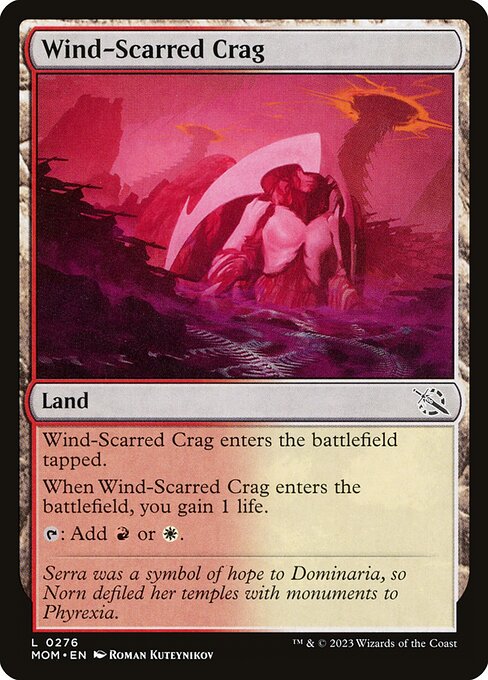 Wind-Scarred Crag
Land
Wind-Scarred Crag enters the battlefield
tapped.
When Wind-Scarred Crag enters the
battlefield, you gain 1 life.
: Add or .
Serra was a symbol of hope to Dominaria, so
Norn defiled her temples with monuments to
Phyrexia.
L 0276
MOM • EN Roman Kuteynikov
™ & © 2023 Wizards of the Coast